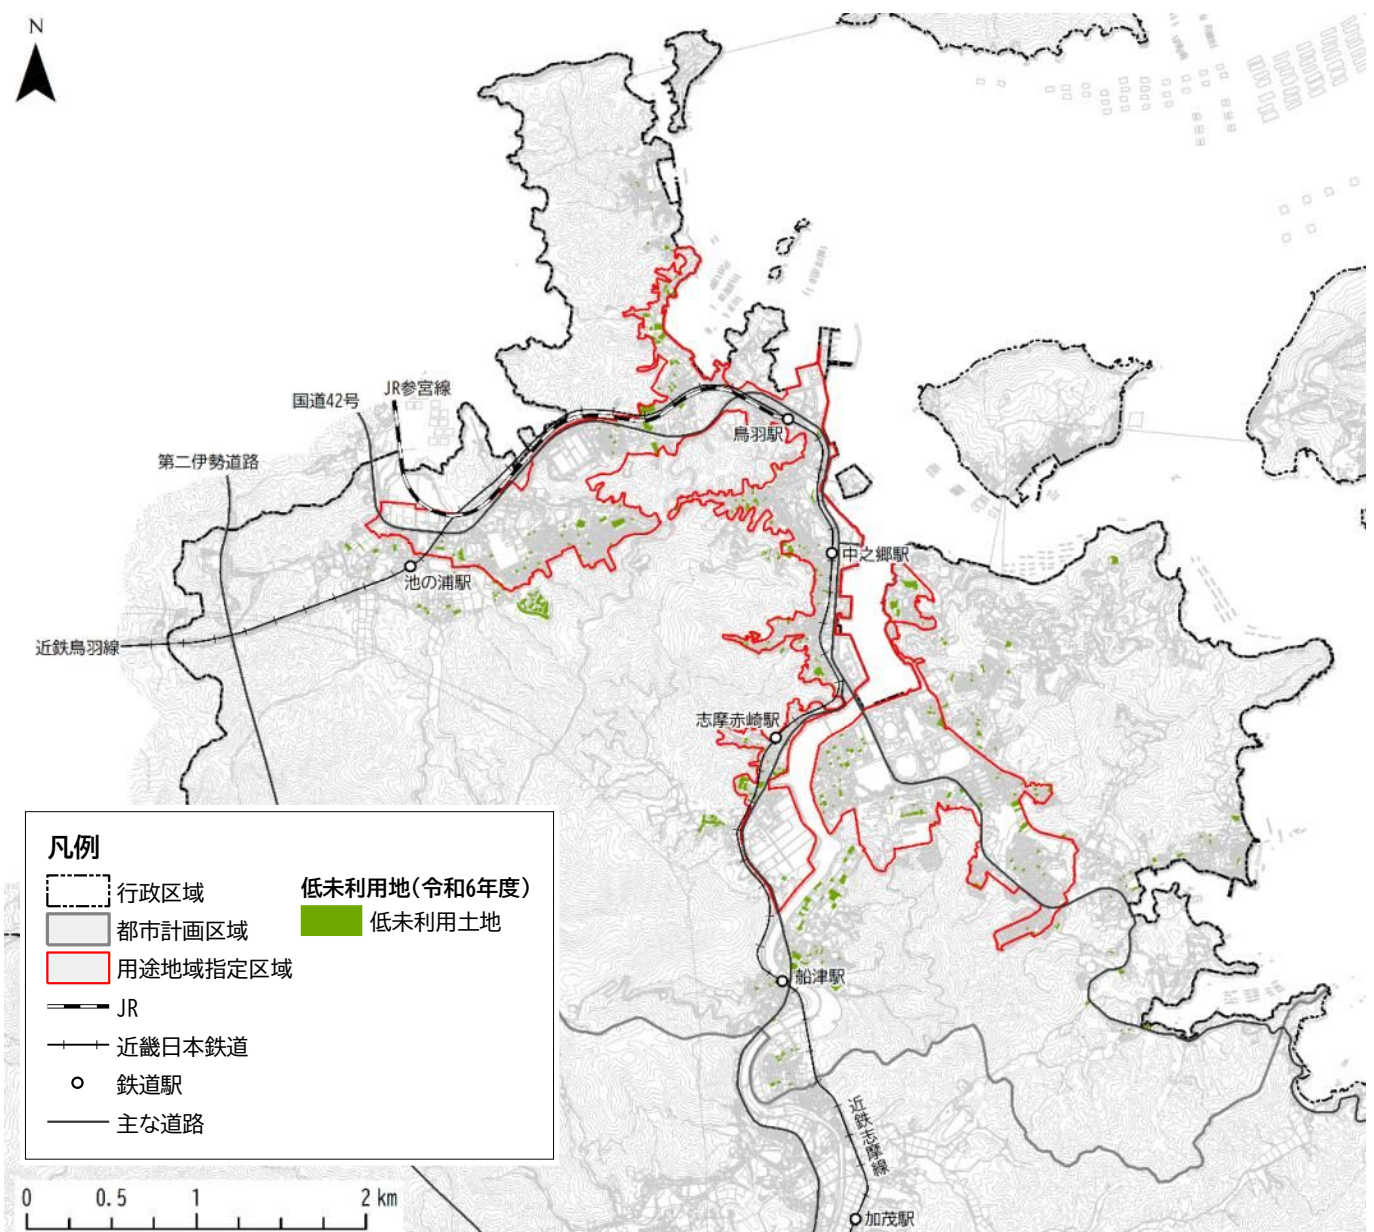 N
JR参宮線
国道42号
第二伊勢道路
鳥羽駅
中之郷駅
池の浦駅
近鉄鳥羽線
志摩赤崎駅
船津駅
近鉄志摩線
加茂駅
凡例
行政区域
都市計画区域
用途地域指定区域
JR
近畿日本鉄道
鉄道駅
主な道路
低未利用地(令和6年度)
低未利用土地
0 0.5 1 2 km